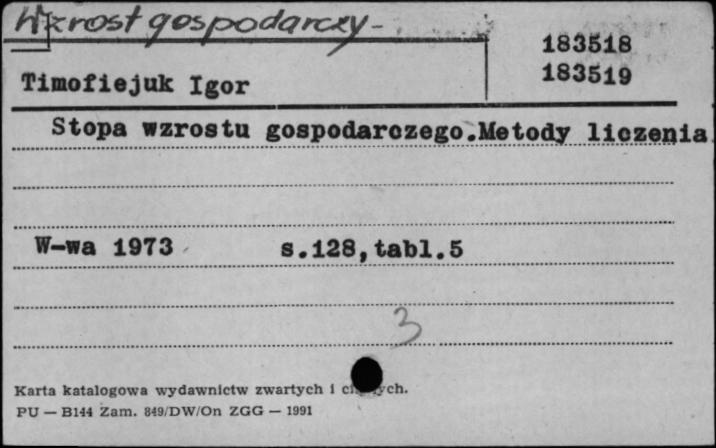 Wzrost gospodarczy -
183518
183519
Timofiejuk Igor
Stopa wzrostu gospodarczego.Metody liczenia
W-wa 1973 s.128,tabl.5
3
Karta katalogowa wydawnictw zwartych i
PU — B144 Zam. 849/DW/On ZGG — 1991